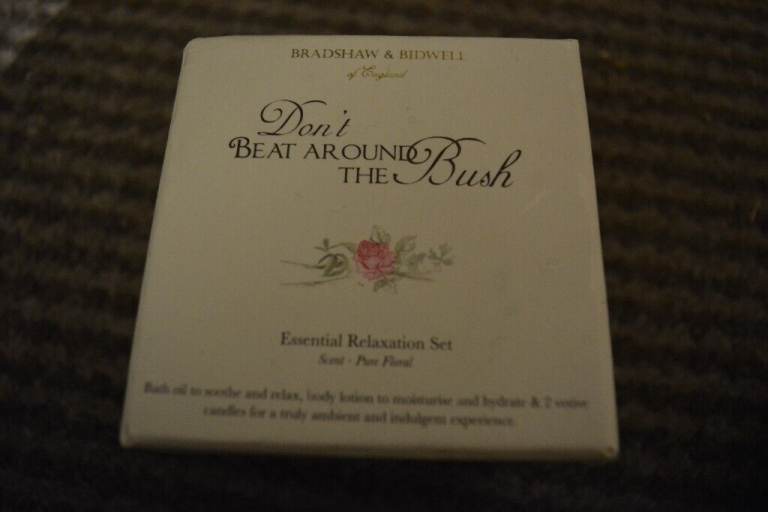 BRADSHAW & BIDWELL
of England
Don't
BEAT AROUND
THE Bush
Essential Relaxation Set
Scent - Pure Floral
Bath oil to soothe and relax, body lotion to moisturise and hydrate & 2 votive
candles for a truly ambient and indulgent experience.